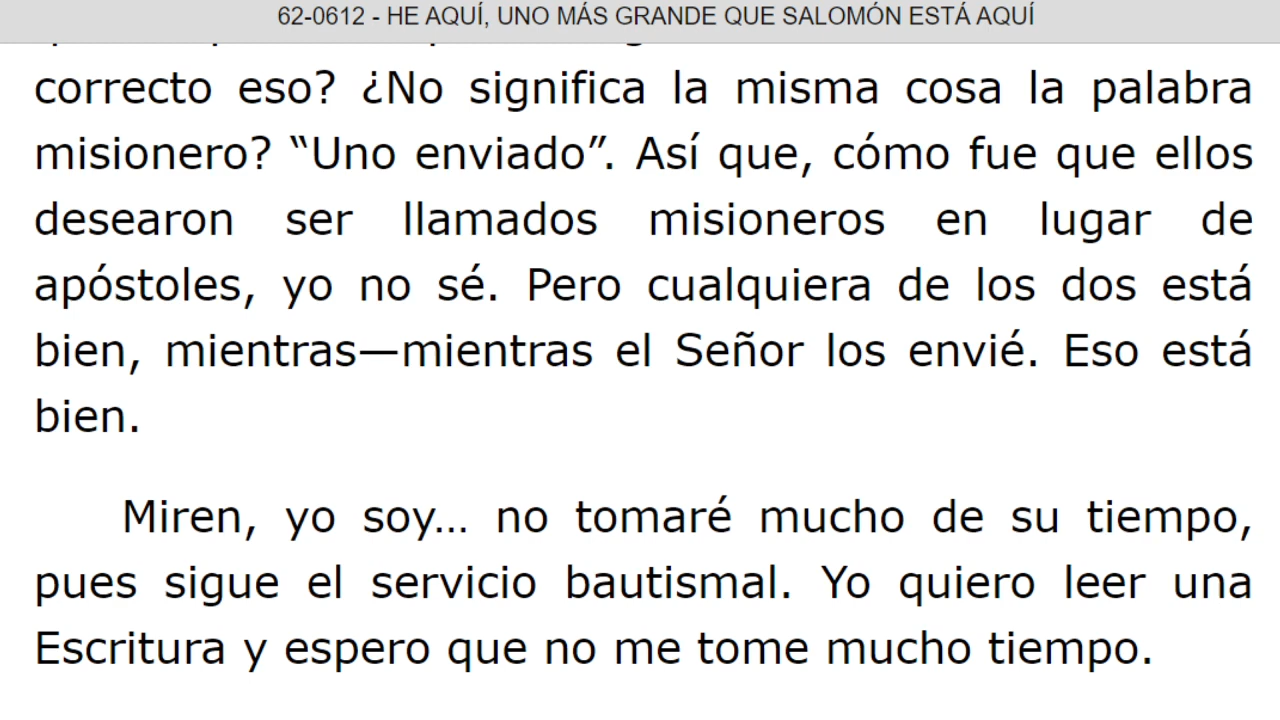 62-0612 - HE AQUÍ, UNO MÁS GRANDE QUE SALOMÓN ESTÁ AQUÍ
correcto eso? ¿No significa la misma cosa la palabra
misionero? “Uno enviado”. Así que, cómo fue que ellos
desearon ser llamados misioneros en lugar de
apóstoles, yo no sé. Pero cualquiera de los dos está
bien, mientras—mientras el Señor los envié. Eso está
bien.
Miren, yo soy... no tomaré mucho de su tiempo,
pues sigue el servicio bautismal. Yo quiero leer una
Escritura y espero que no me tome mucho tiempo.